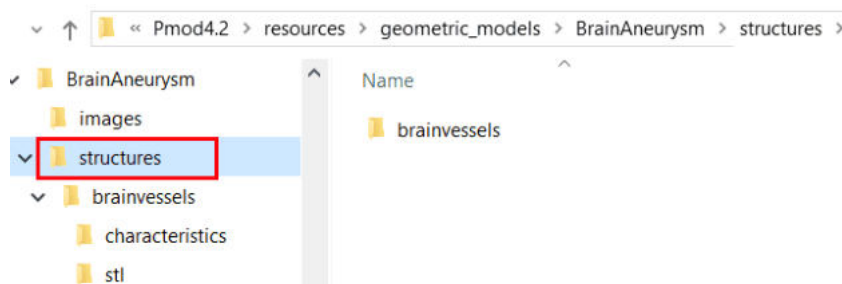 « Pmod4.2 > resources > geometric_models > BrainAneurysm > structures >
BrainAneurysm
images
structures
brainvessels
characteristics
stl
Name
brainvessels